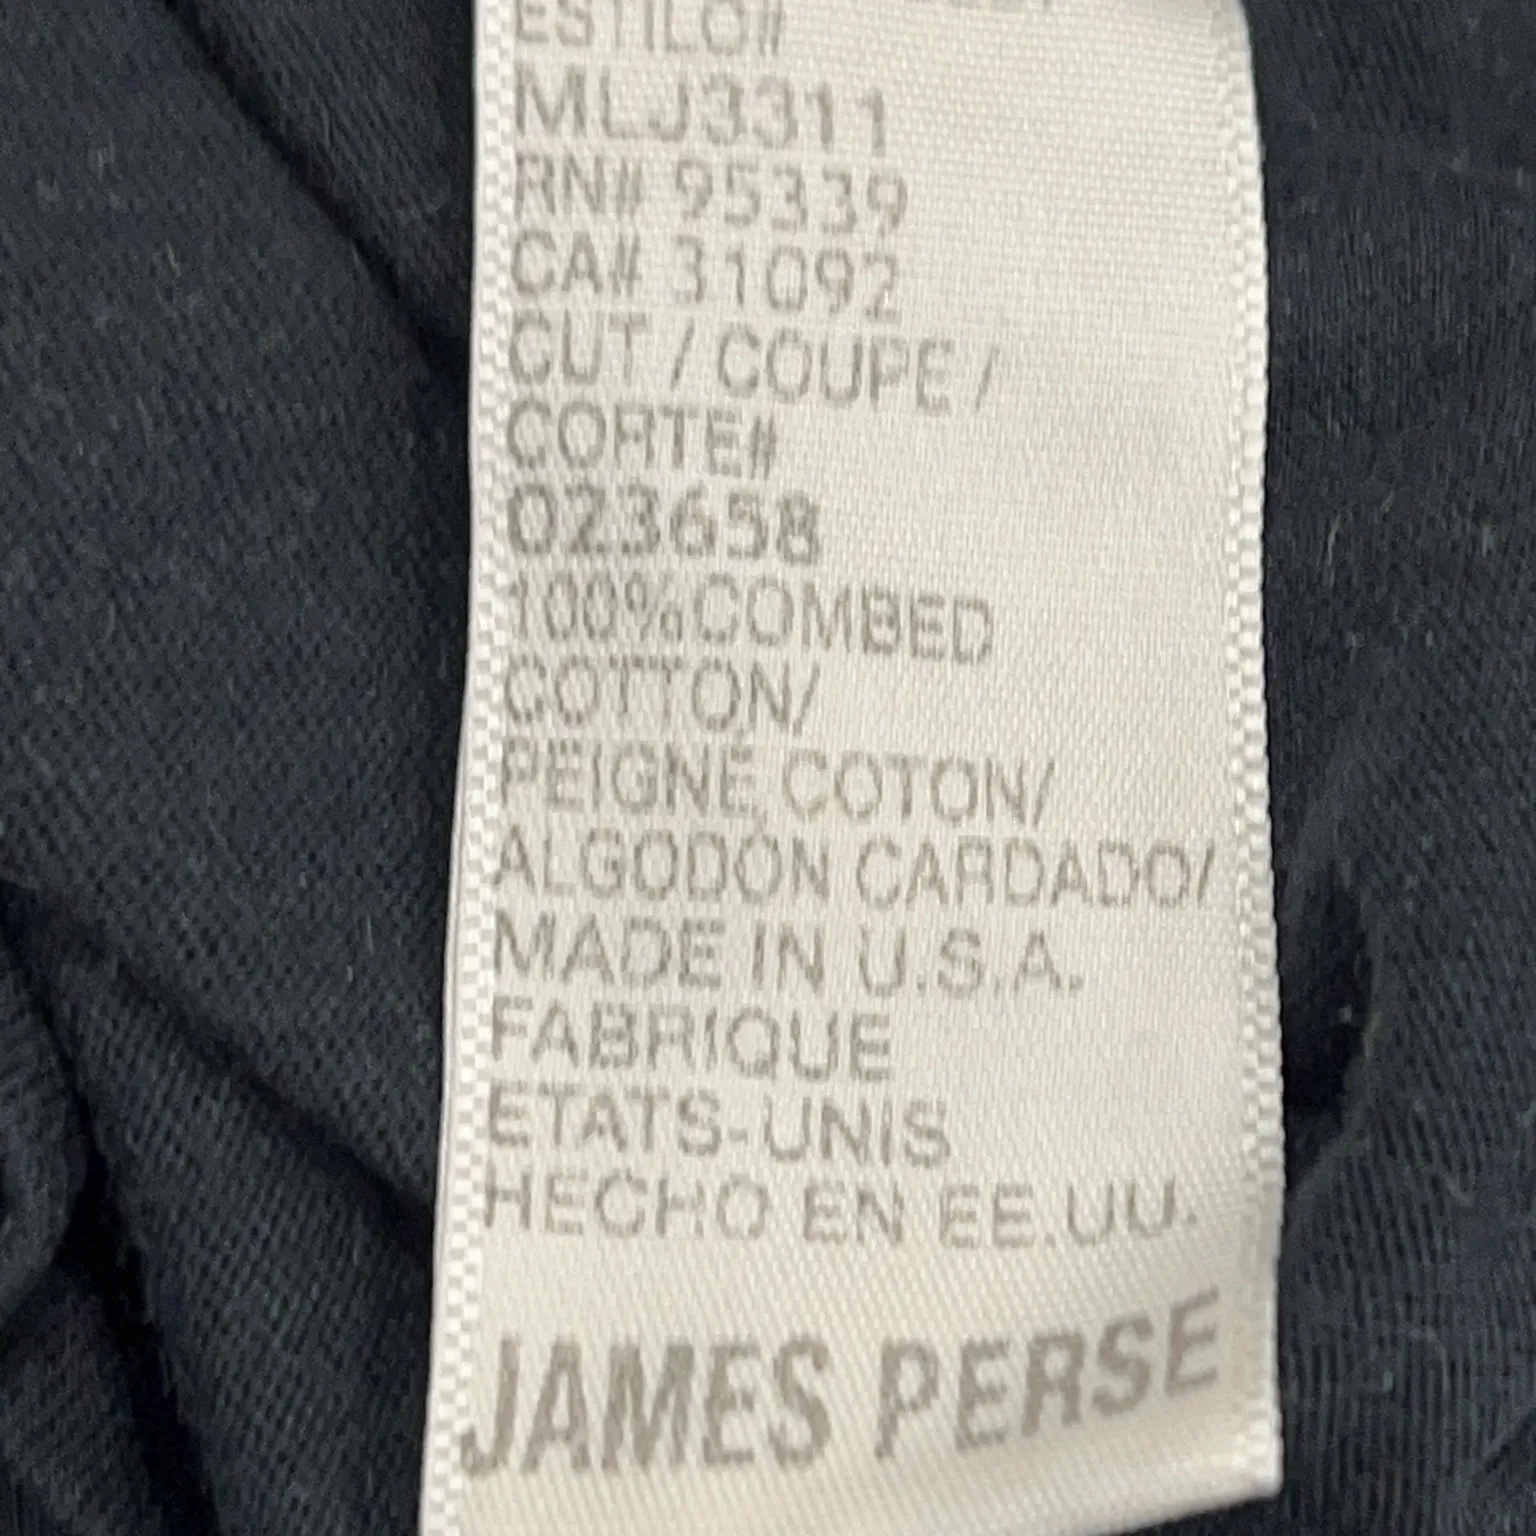 ESTILO#
MLJ3311
RN# 95339
CA# 31092
CUT / COUPE /
CORTE#
023658
100%COMBED
COTTON/
PEIGNE COTON/
ALGODÓN CARDADO/
MADE IN U.S.A.
FABRIQUE
ETATS-UNIS
HECHO EN EE.UU.
JAMES PERSE